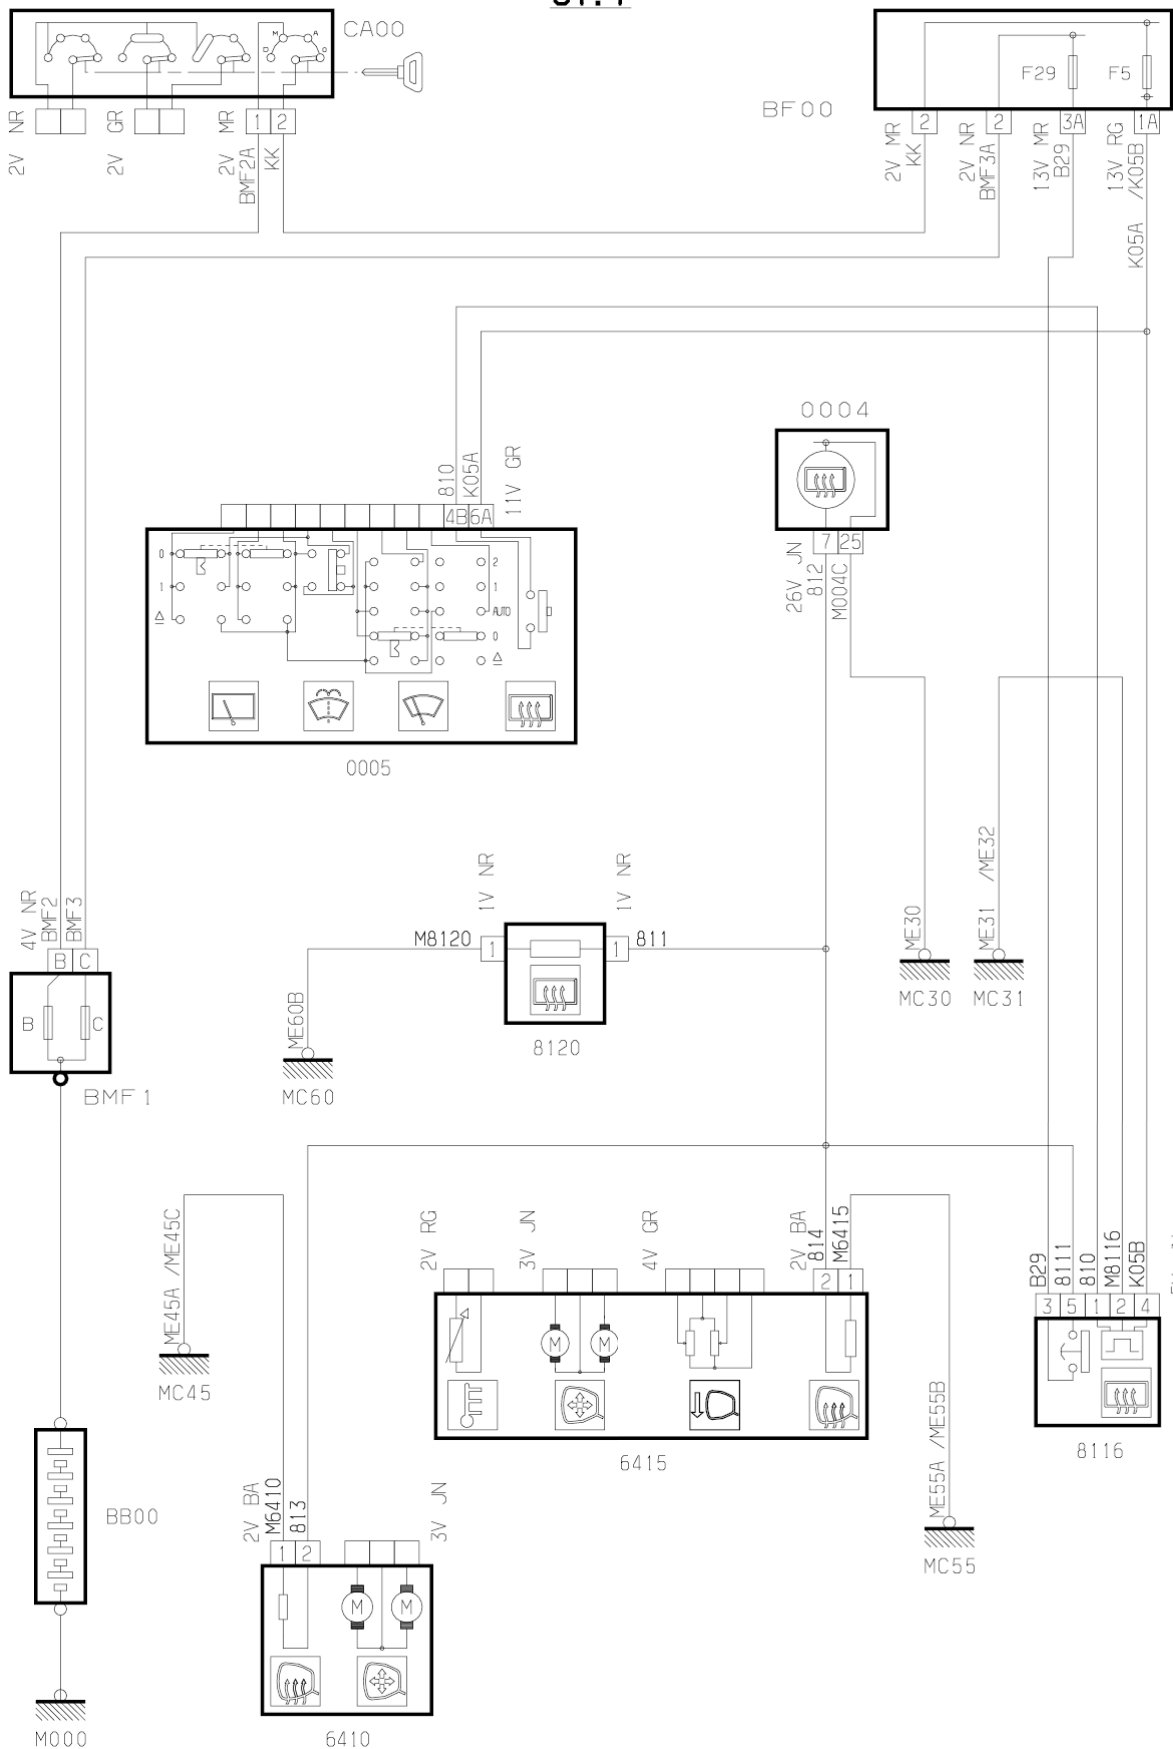 CA00
M
A
D
2V NR
2V GR
2V MR
1
2
BMF2A
KK
BF00
F29
F5
2
2
3A
1A
2V MR
KK
2V NR
BMF3A
13V MR
B29
13V RG
K05A /K05B
0004
7
25
26V JN
812
M004C
810
K05A
11V GR
4B
6A
0
1
2
1
AUTO
0
0005
4V NR
BMF2
BMF3
B
C
B
C
BMF1
1V NR
1V NR
M8120
1
1
811
8120
ME60B
MC60
ME30
MC30
ME31 /ME32
MC31
ME45A /ME45C
MC45
2V RG
3V JN
4V GR
2V BA
814
M6415
2
1
M
M
6415
ME55A /ME55B
MC55
B29
8111
810
M8116
K05B
3
5
1
2
4
8116
BB00
M000
2V BA
M6410
813
3V JN
1
2
M
M
6410